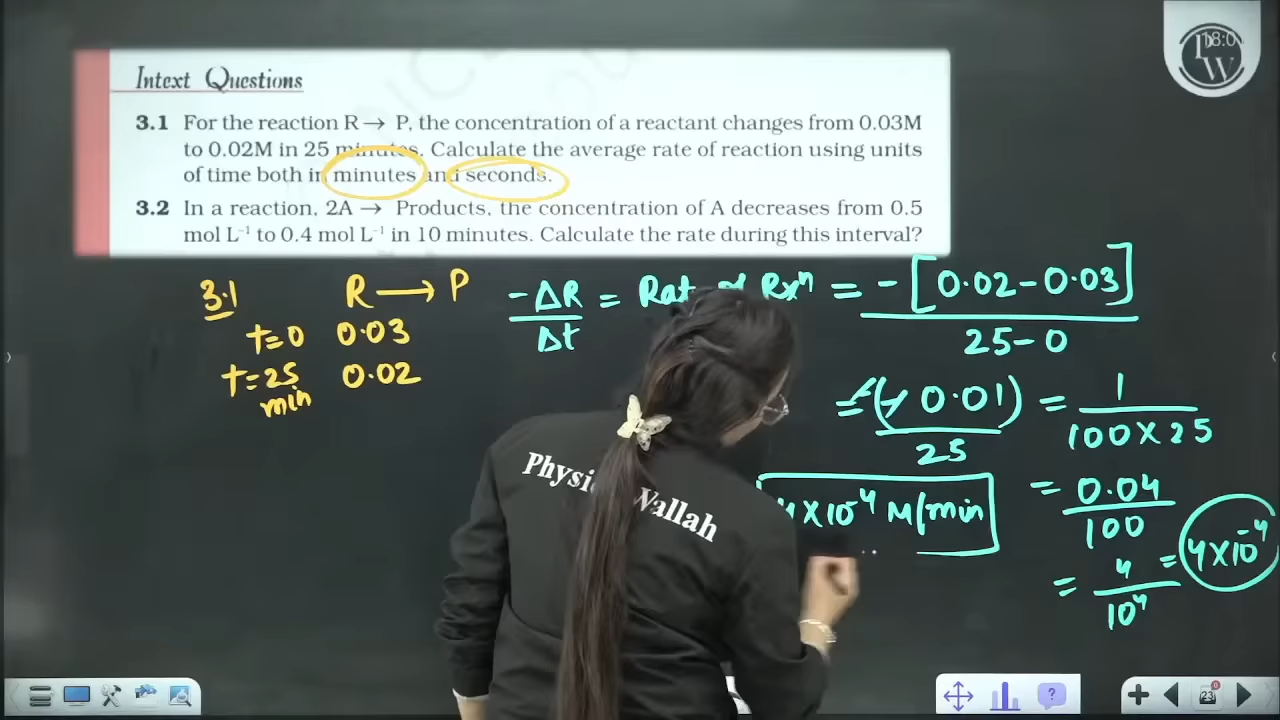 18:0
W
Intext Questions
3.1 For the reaction R → P, the concentration of a reactant changes from 0.03M
to 0.02M in 25 minutes. Calculate the average rate of reaction using units
of time both in minutes and seconds.
3.2 In a reaction, 2A → Products, the concentration of A decreases from 0.5
mol L⁻¹ to 0.4 mol L⁻¹ in 10 minutes. Calculate the rate during this interval?
3.1 R → P
t=0 0.03
t=25 0.02
min
-ΔR/Δt = Rxⁿ = -[0.02-0.03]/25-0
=-(-0.01)/25 = 1/100×25
= 0.04/100
= 4/10⁴ = 4×10⁻⁴
×10⁻⁴ M/min
Physi Wallah
23